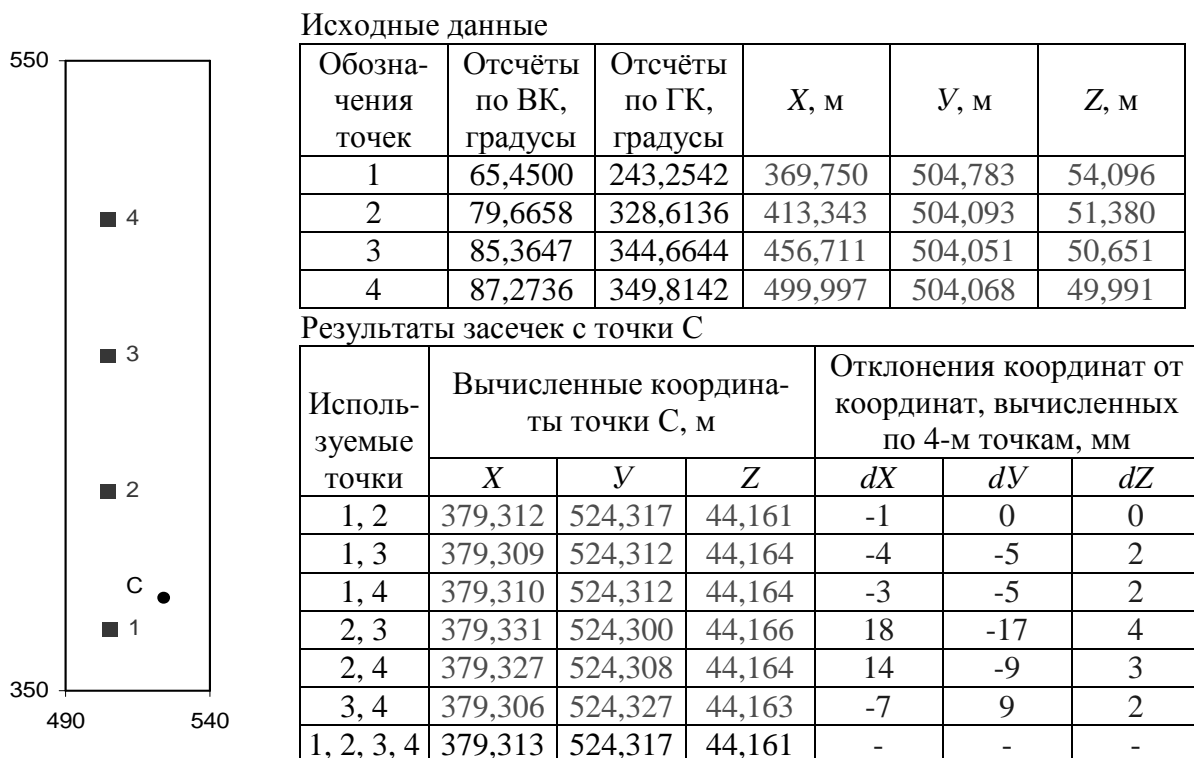 550
4
3
2
C
1
350
490 540
Исходные данные
Обозна-
чения
точек
Отсчёты
по ВК,
градусы
Отсчёты
по ГК,
градусы
X, м
У, м
Z, м
1 65,4500 243,2542 369,750 504,783 54,096
2 79,6658 328,6136 413,343 504,093 51,380
3 85,3647 344,6644 456,711 504,051 50,651
4 87,2736 349,8142 499,997 504,068 49,991
Результаты засечек с точки С
Исполь-
зуемые
точки
Вычисленные координа-
ты точки С, м
Отклонения координат от
координат, вычисленных
по 4-м точкам, мм
X У Z dX dУ dZ
1, 2 379,312 524,317 44,161 -1 0 0
1, 3 379,309 524,312 44,164 -4 -5 2
1, 4 379,310 524,312 44,164 -3 -5 2
2, 3 379,331 524,300 44,166 18 -17 4
2, 4 379,327 524,308 44,164 14 -9 3
3, 4 379,306 524,327 44,163 -7 9 2
1, 2, 3, 4 379,313 524,317 44,161 - - -